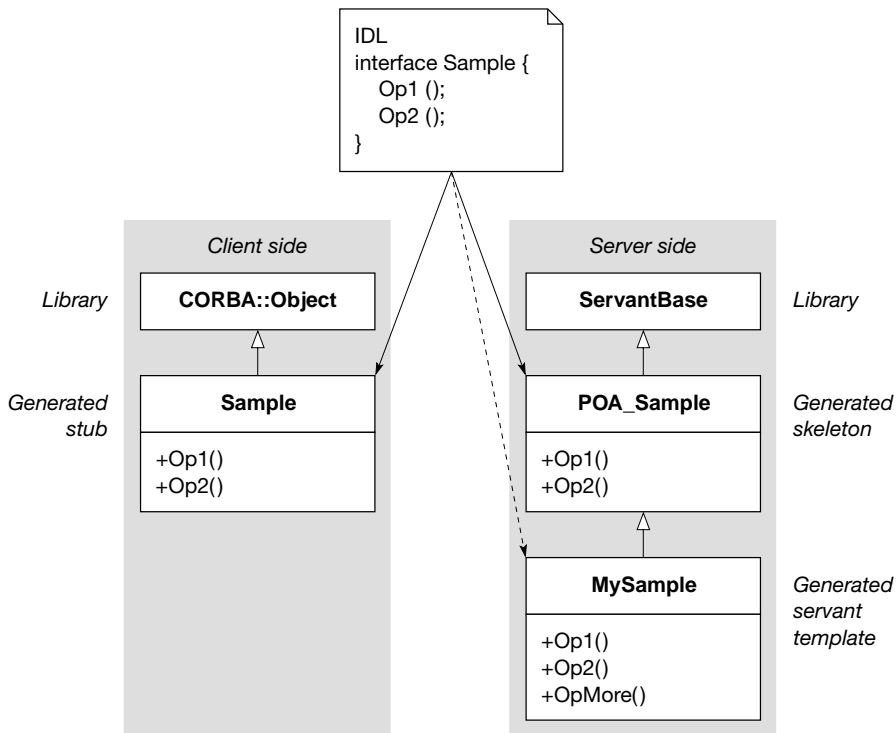 IDL
interface Sample {
Op1 ();
Op2 ();
}
Client side
Server side
Library
CORBA::Object
ServantBase
Library
Generated
stub
Sample
+Op1()
+Op2()
POA_Sample
+Op1()
+Op2()
Generated
skeleton
MySample
+Op1()
+Op2()
+OpMore()
Generated
servant
template